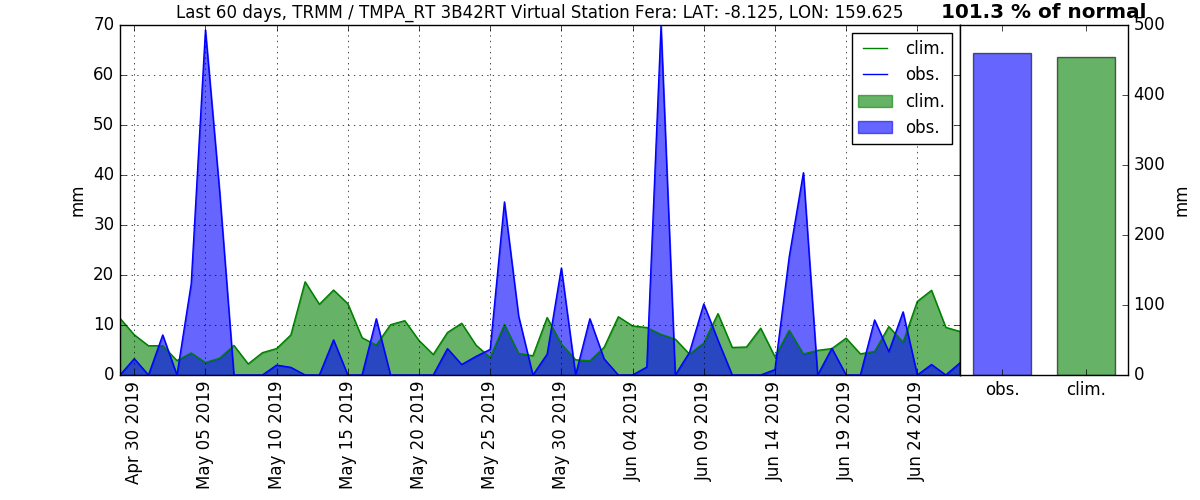 Last 60 days, TRMM / TMPA_RT 3B42RT Virtual Station Fera: LAT: -8.125, LON: 159.625
101.3 % of normal
70
60
50
40
30
20
10
0
mm
clim.
obs.
clim.
obs.
500
400
300
200
100
0
mm
Apr 30 2019
May 05 2019
May 10 2019
May 15 2019
May 20 2019
May 25 2019
May 30 2019
Jun 04 2019
Jun 09 2019
Jun 14 2019
Jun 19 2019
Jun 24 2019
obs.
clim.